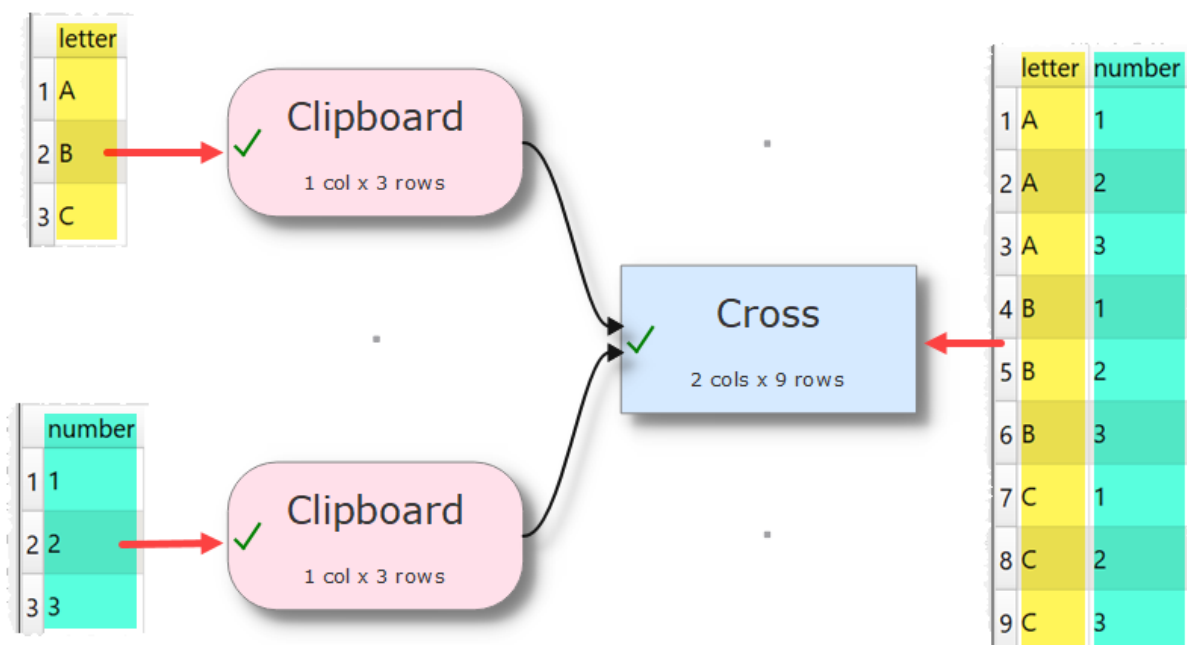 letter
1 A
2 B
3 C
Clipboard
1 col x 3 rows
number
1 1
2 2
3 3
Clipboard
1 col x 3 rows
Cross
2 cols x 9 rows
letter number
1 A 1
2 A 2
3 A 3
4 B 1
5 B 2
6 B 3
7 C 1
8 C 2
9 C 3